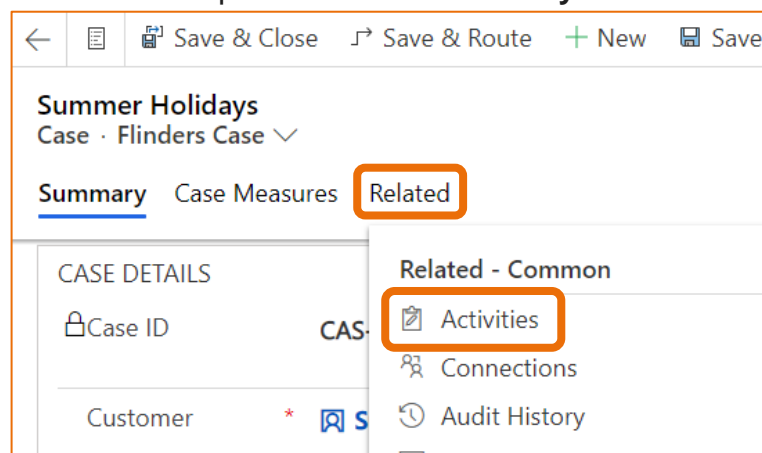 Save & Close Save & Route New Save
Summer Holidays
Case · Flinders Case
Summary Case Measures Related
CASE DETAILS
Case ID CAS-
Customer * S
Related - Common
Activities
Connections
Audit History